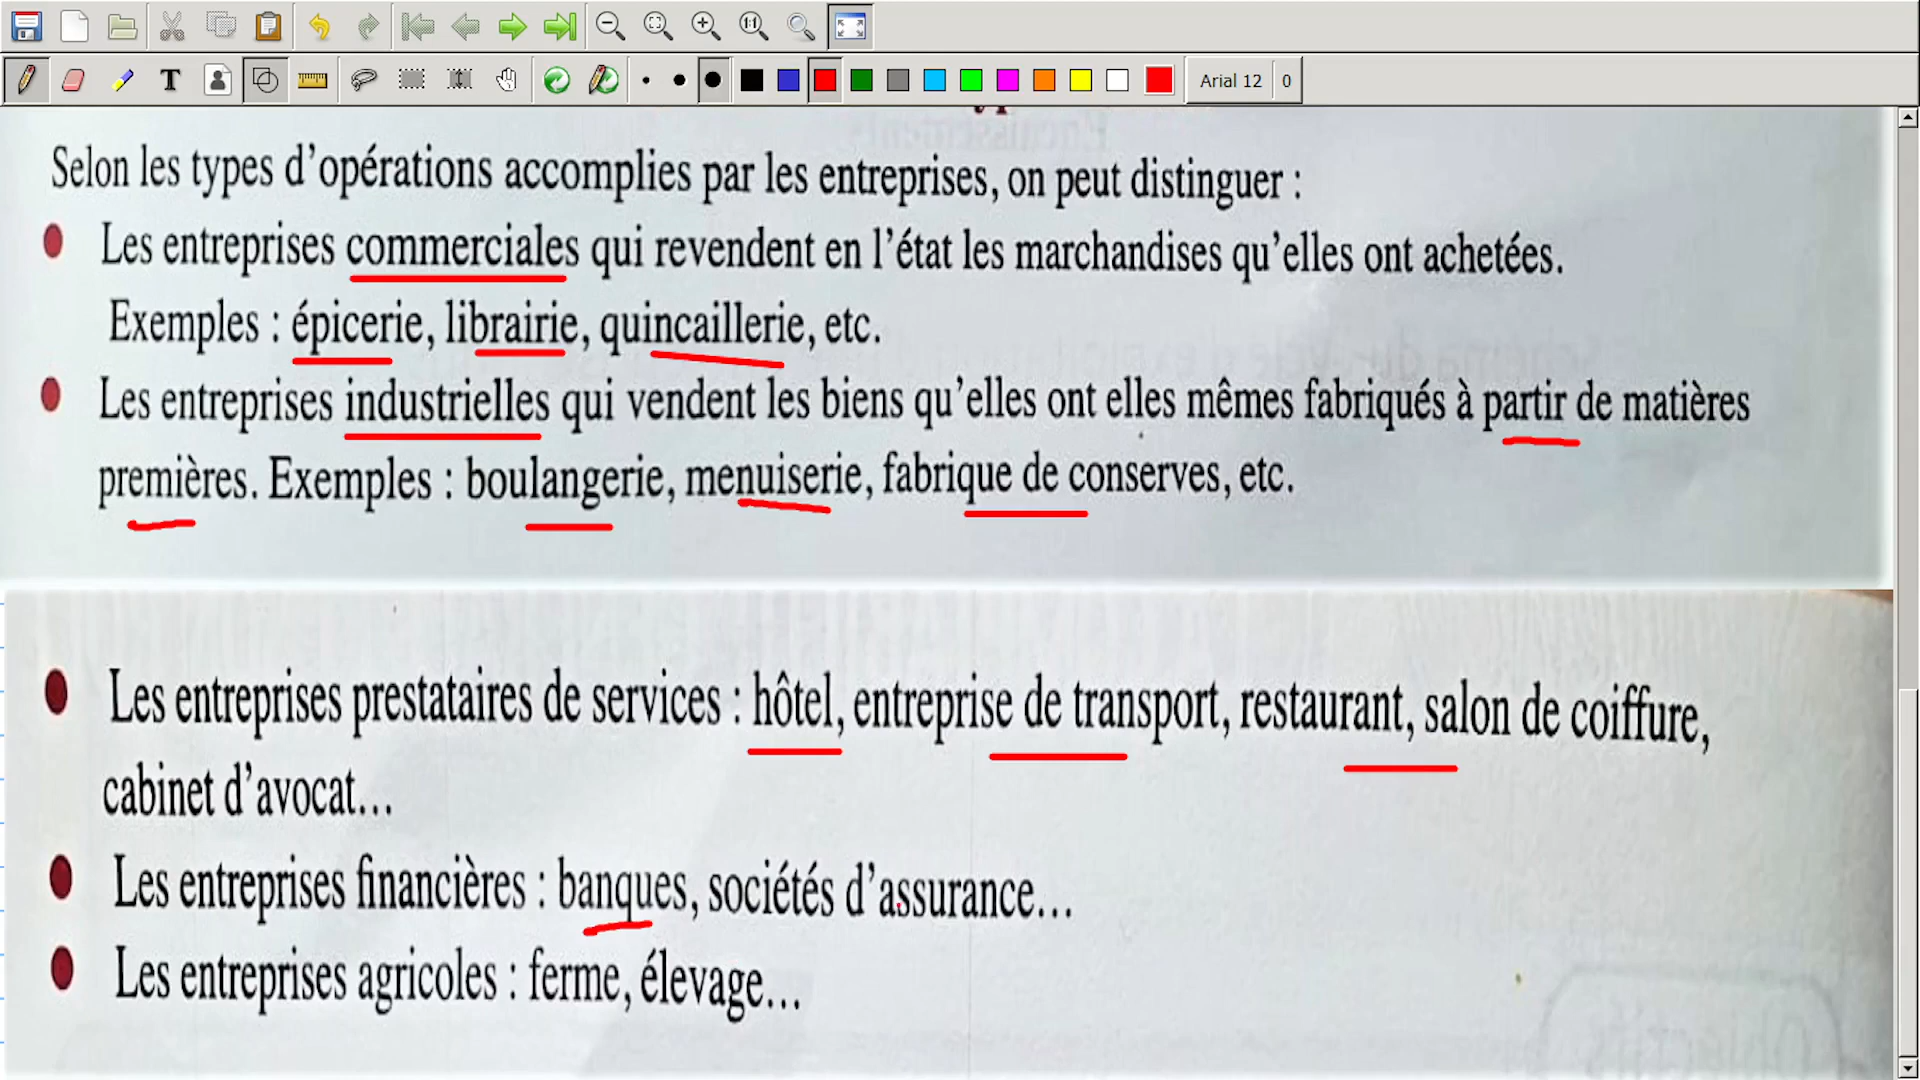 Arial 12 0
Selon les types d'opérations accomplies par les entreprises, on peut distinguer :
Les entreprises commerciales qui revendent en l'état les marchandises qu'elles ont achetées.
Exemples : épicerie, librairie, quincaillerie, etc.
Les entreprises industrielles qui vendent les biens qu'elles ont elles mêmes fabriqués à partir de matières
premières. Exemples : boulangerie, menuiserie, fabrique de conserves, etc.
Les entreprises prestataires de services : hôtel, entreprise de transport, restaurant, salon de coiffure,
cabinet d'avocat...
Les entreprises financières : banques, sociétés d'assurance...
Les entreprises agricoles : ferme, élevage...